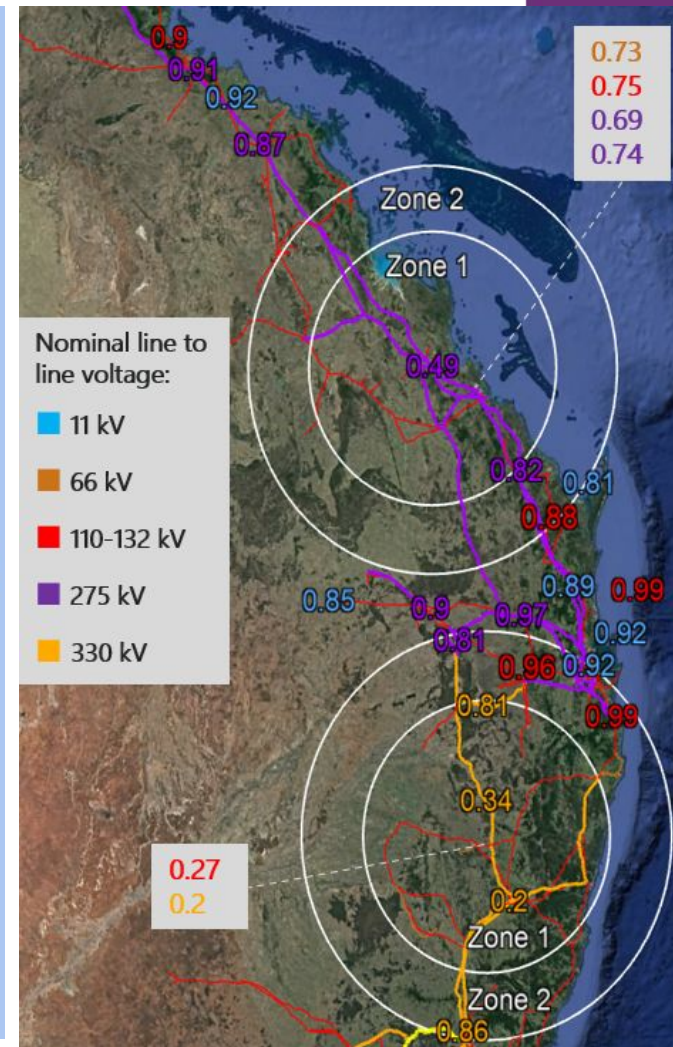 0.9
0.91
0.92
0.87
0.73
0.75
0.69
0.74
Zone 2
Zone 1
Nominal line to
line voltage:
11 kV
66 kV
110-132 kV
275 kV
330 kV
0.49
0.82
0.81
0.88
0.89
0.99
0.85
0.9
0.97
0.92
0.81
0.96
0.92
0.81
0.99
0.34
0.27
0.2
0.2
Zone 1
Zone 2
0.86